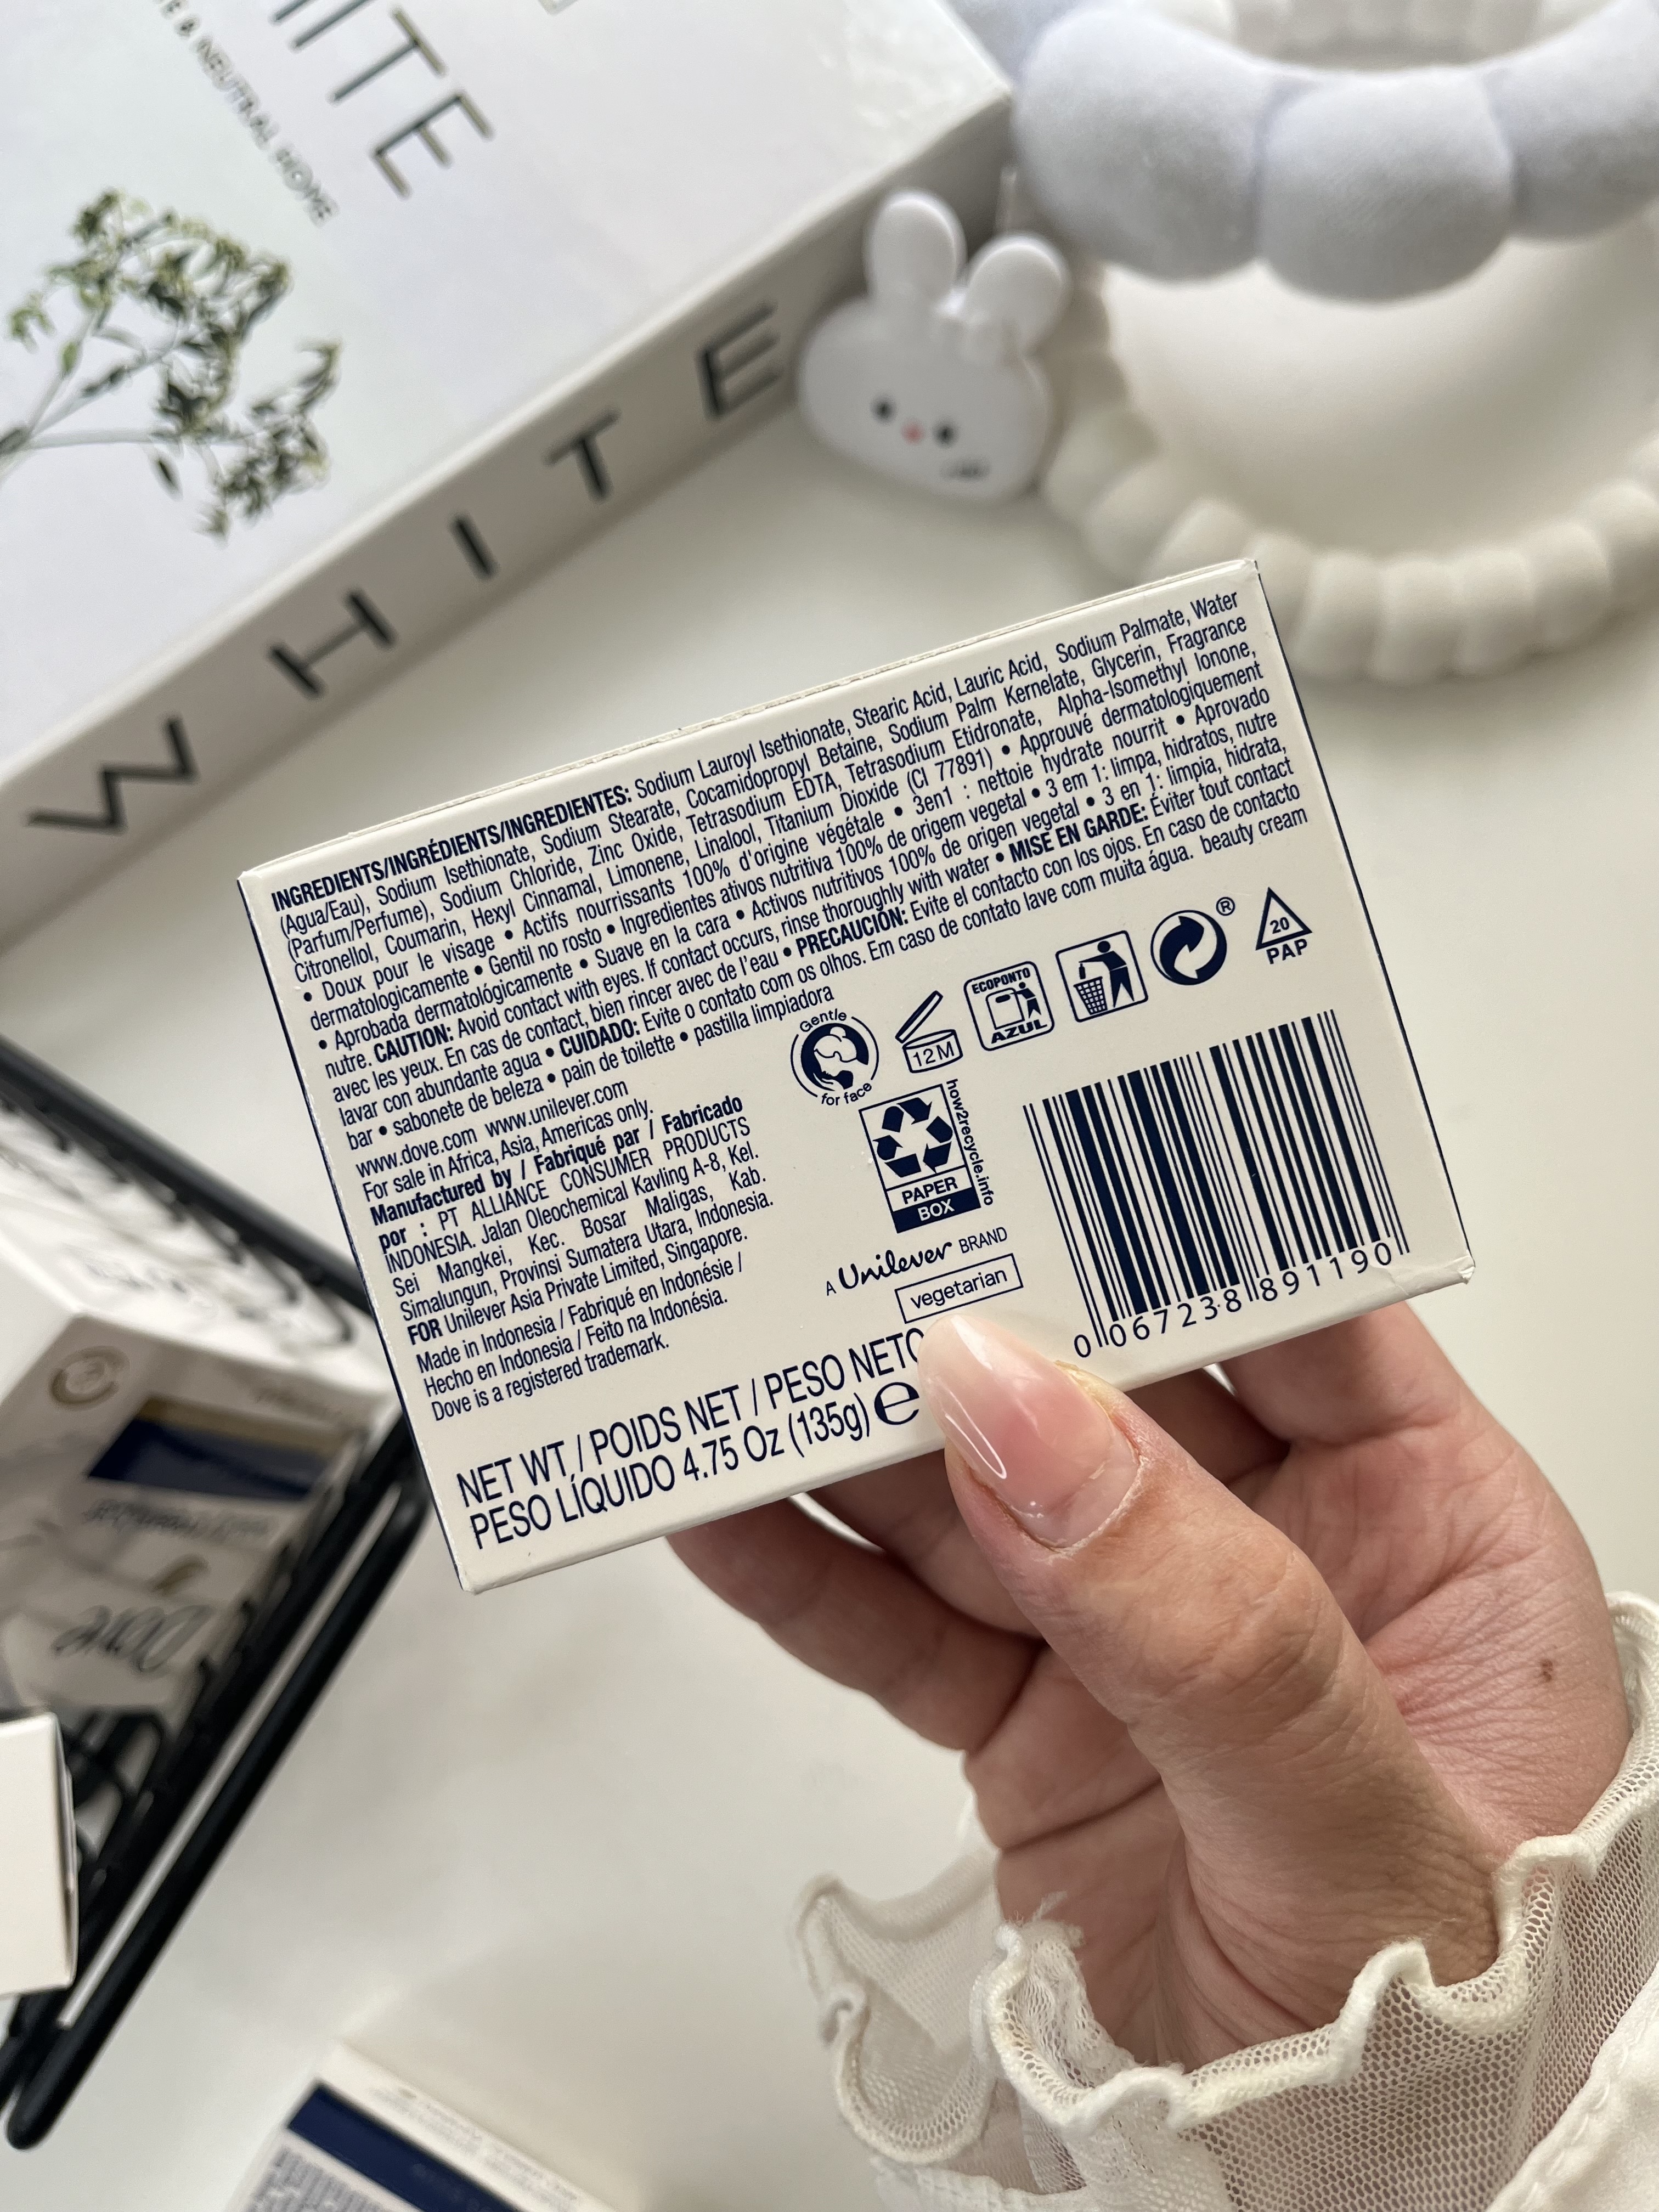 HITE
& NEUTRAL HOME
WHITE
INGREDIENTS/INGRÉDIENTS/INGREDIENTES: Sodium Lauroyl Isethionate, Stearic Acid, Lauric Acid, Sodium Palmate, Water
(Agua/Eau), Sodium Isethionate, Sodium Stearate, Cocamidopropyl Betaine, Sodium Palm Kernelate, Glycerin, Fragrance
(Parfum/Perfume), Sodium Chloride, Zinc Oxide, Tetrasodium EDTA, Tetrasodium Etidronate, Alpha-Isomethyl Ionone,
Citronellol, Coumarin, Hexyl Cinnamal, Limonene, Linalool, Titanium Dioxide (CI 77891) • Approuvé dermatologiquement
• Doux pour le visage • Actifs nourrissants 100% d'origine végétale • 3en1 : nettoie hydrate nourrit • Aprovado
dermatologicamente • Gentil no rosto • Ingredientes ativos nutritiva 100% de origem vegetal • 3 em 1: limpa, hidratos, nutre
• Aprobada dermatológicamente • Suave en la cara • Activos nutritivos 100% de origen vegetal • 3 en 1: limpia, hidrata,
nutre. CAUTION: Avoid contact with eyes. If contact occurs, rinse thoroughly with water • MISE EN GARDE: Éviter tout contact
avec les yeux. En cas de contact, bien rincer avec de l'eau • PRECAUCIÓN: Evite el contacto con los ojos. En caso de contacto
lavar con abundante agua • CUIDADO: Evite o contato com os olhos. Em caso de contato lave com muita água. beauty cream
bar • sabonete de beleza • pain de toilette • pastilla limpiadora
www.dove.com www.unilever.com
For sale in Africa, Asia, Americas only.
Manufactured by / Fabriqué par / Fabricado
por : PT ALLIANCE CONSUMER PRODUCTS
INDONESIA. Jalan Oleochemical Kavling A-8, Kel.
Sei Mangkei, Kec. Bosar Maligas, Kab.
Simalungun, Provinsi Sumatera Utara, Indonesia.
FOR Unilever Asia Private Limited, Singapore.
Made in Indonesia / Fabriqué en Indonésie /
Hecho en Indonesia / Feito na Indonésia.
Dove is a registered trademark.
NET WT / POIDS NET / PESO NETO
PESO LÍQUIDO 4.75 Oz (135g) ℮
Gentle
for face
12M
ECOPONTO
AZUL
®
20
PAP
how2recycle.info
PAPER
BOX
A Unilever BRAND
vegetarian
0 067238 891190
Dove